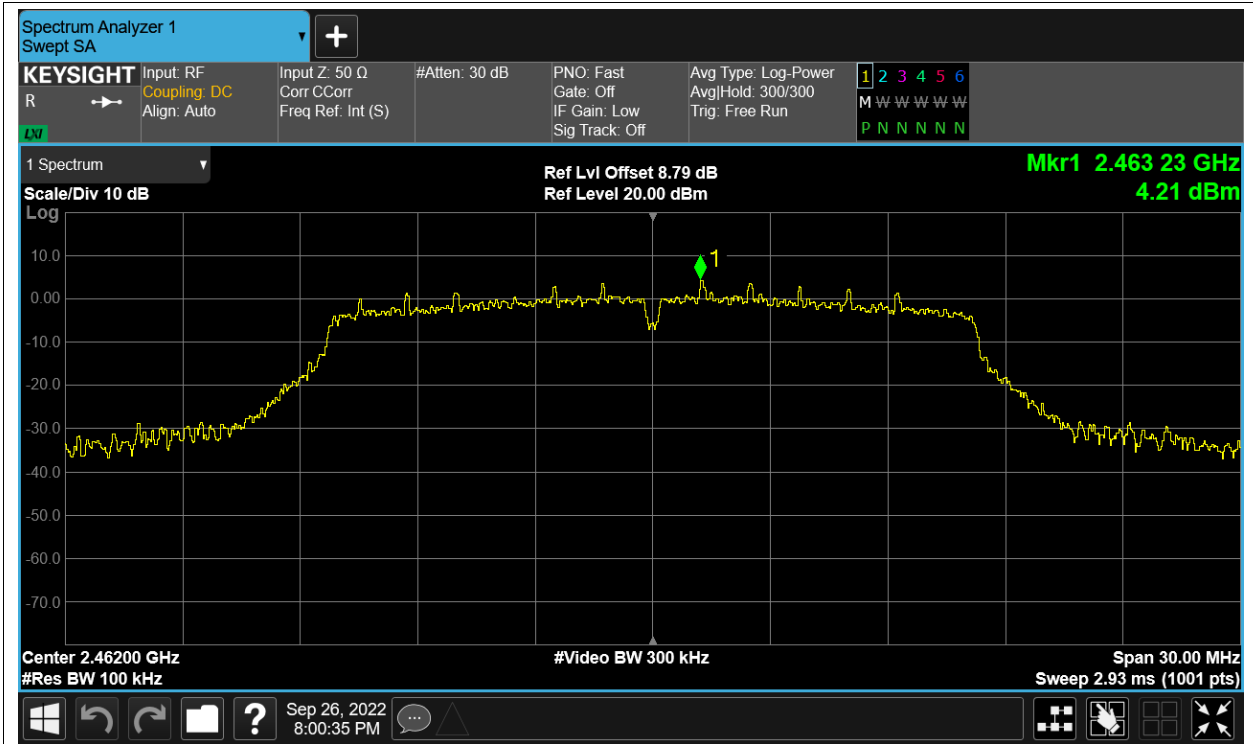 Spectrum Analyzer 1
Swept SA
KEYSIGHT
R
LXI
Input: RF
Coupling: DC
Align: Auto
Input Z: 50 Ω
Corr CCorr
Freq Ref: Int (S)
#Atten: 30 dB
PNO: Fast
Gate: Off
IF Gain: Low
Sig Track: Off
Avg Type: Log-Power
Avg|Hold: 300/300
Trig: Free Run
1 2 3 4 5 6
M W W W W W
P N N N N N
1 Spectrum
Scale/Div 10 dB
Log
Ref Lvl Offset 8.79 dB
Ref Level 20.00 dBm
Mkr1 2.463 23 GHz
4.21 dBm
1
10.0
0.00
-10.0
-20.0
-30.0
-40.0
-50.0
-60.0
-70.0
Center 2.46200 GHz
#Video BW 300 kHz
Span 30.00 MHz
#Res BW 100 kHz
Sweep 2.93 ms (1001 pts)
?
Sep 26, 2022
8:00:35 PM